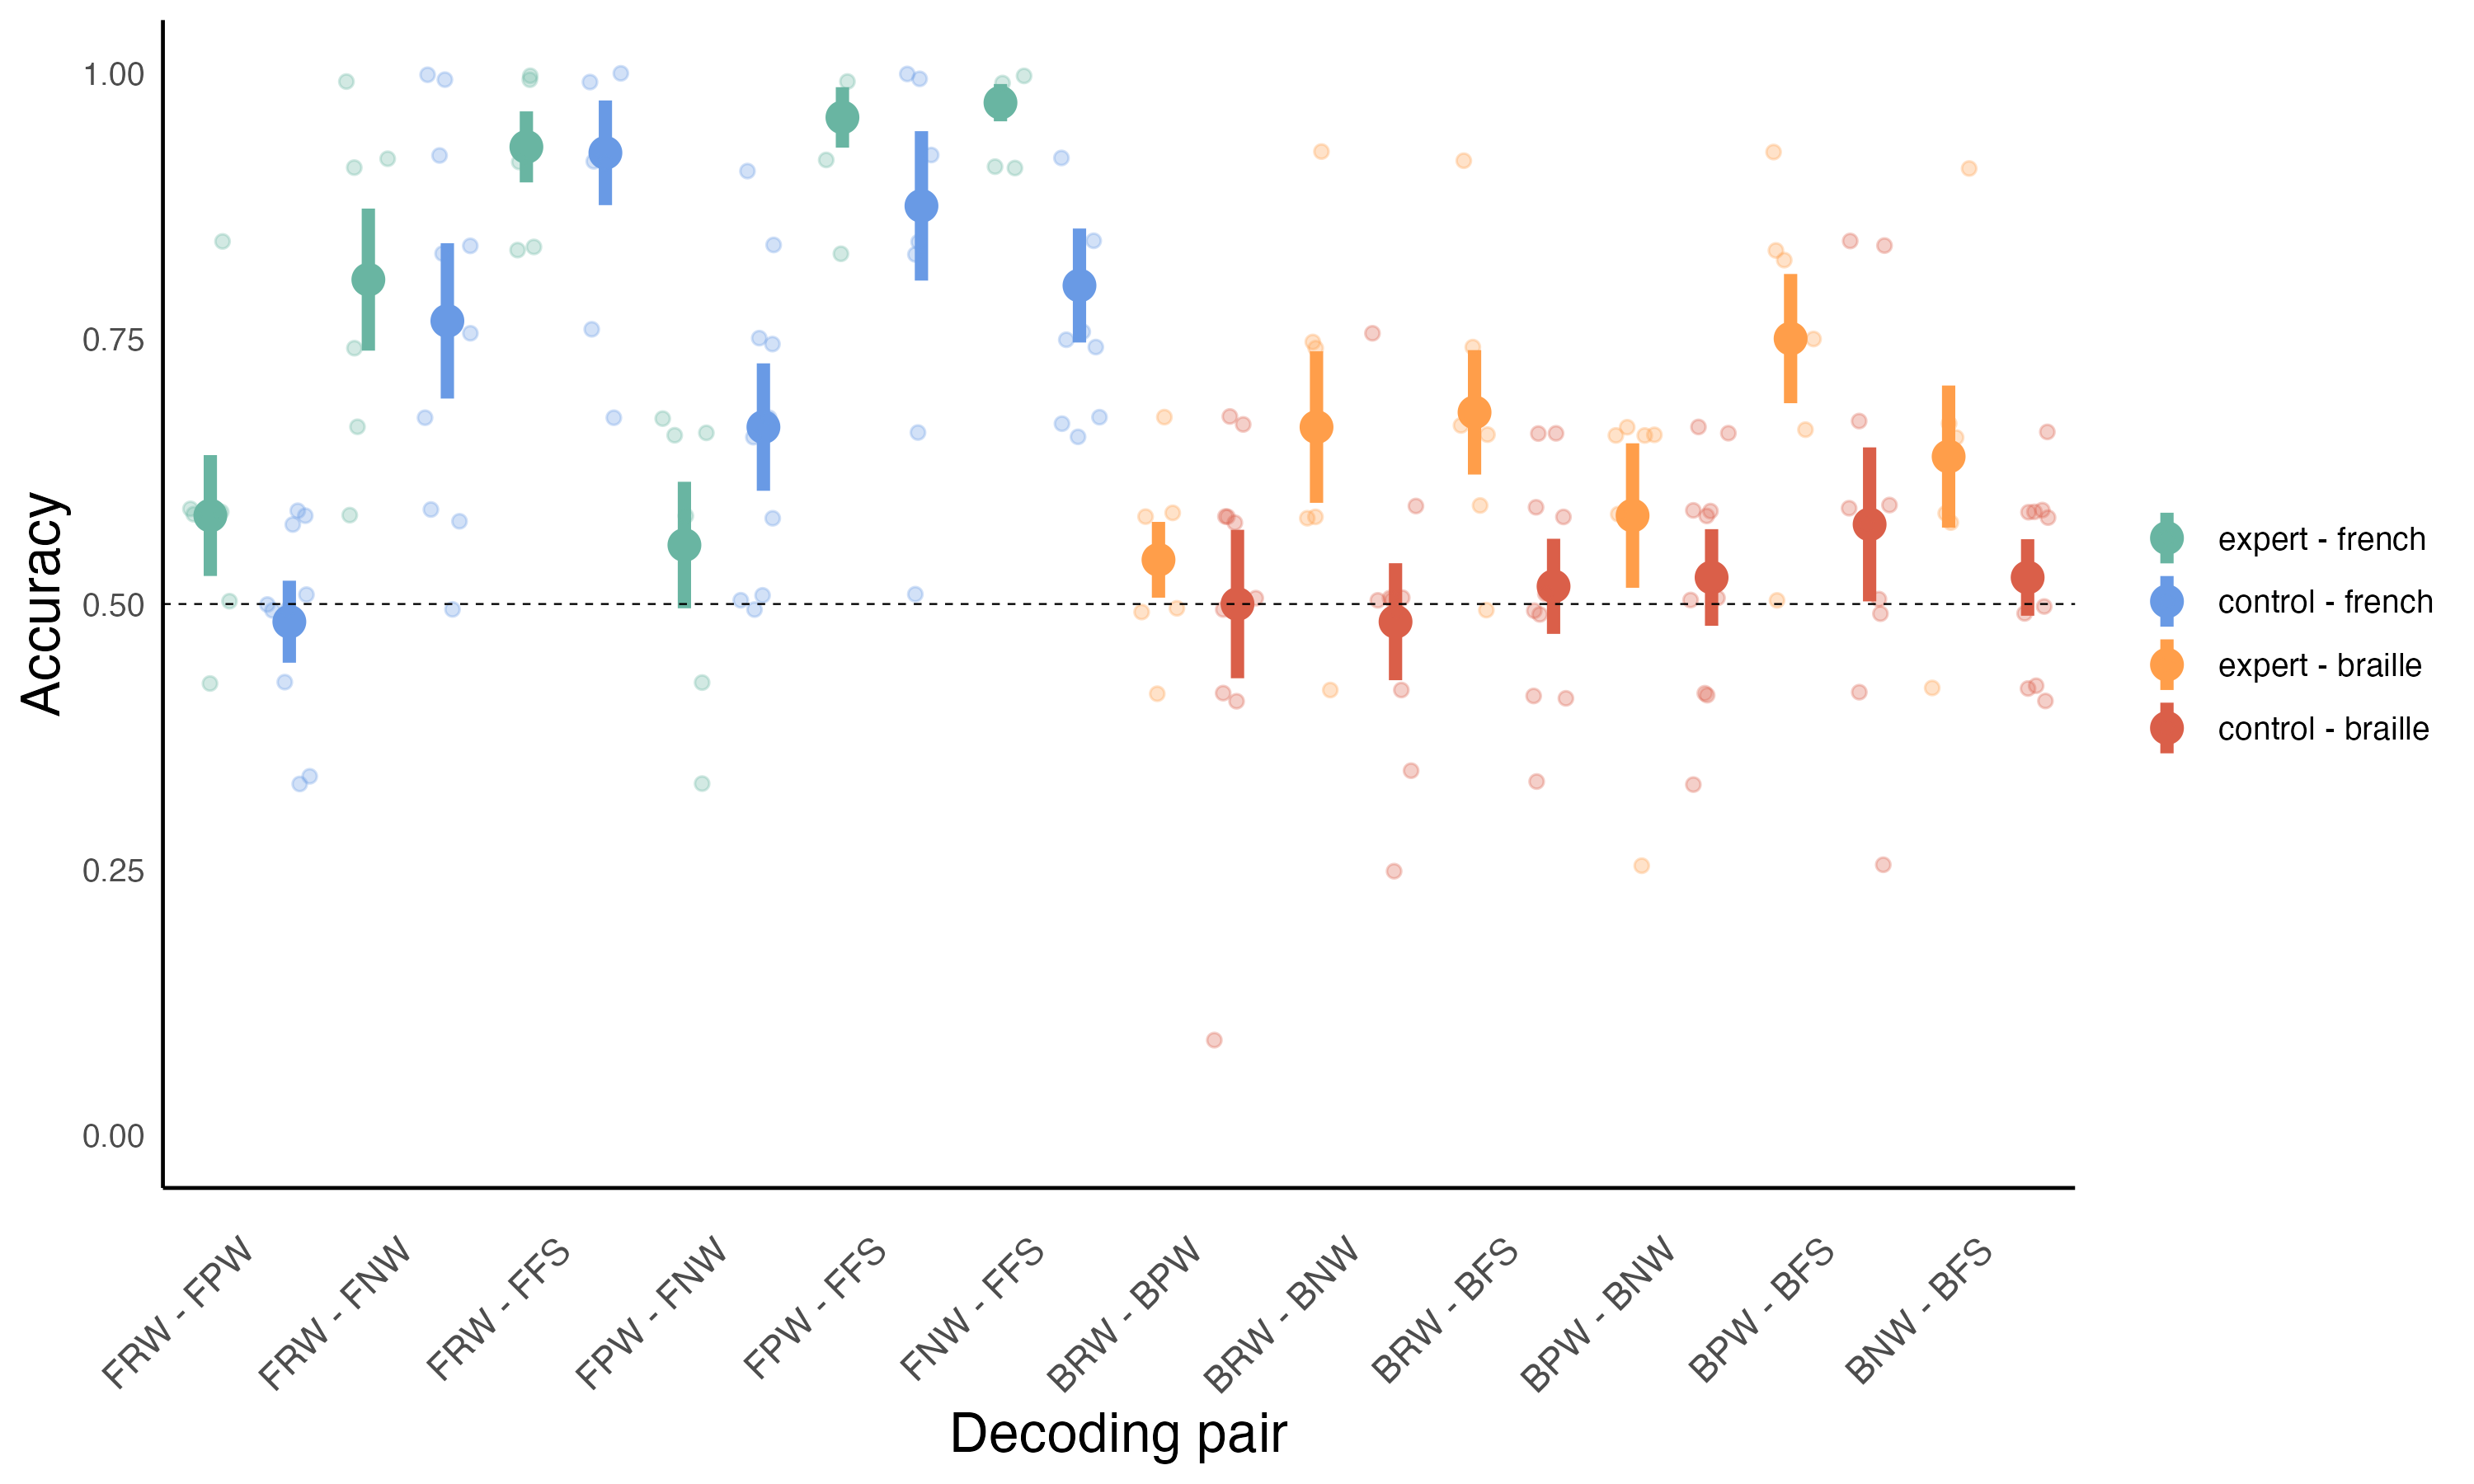 1.00
0.75
0.50
0.25
0.00
Accuracy
FRW - FPW
FRW - FNW
FRW - FFS
FPW - FNW
FPW - FFS
FNW - FFS
BRW - BPW
BRW - BNW
BRW - BFS
BPW - BNW
BPW - BFS
BNW - BFS
Decoding pair
expert - french
control - french
expert - braille
control - braille